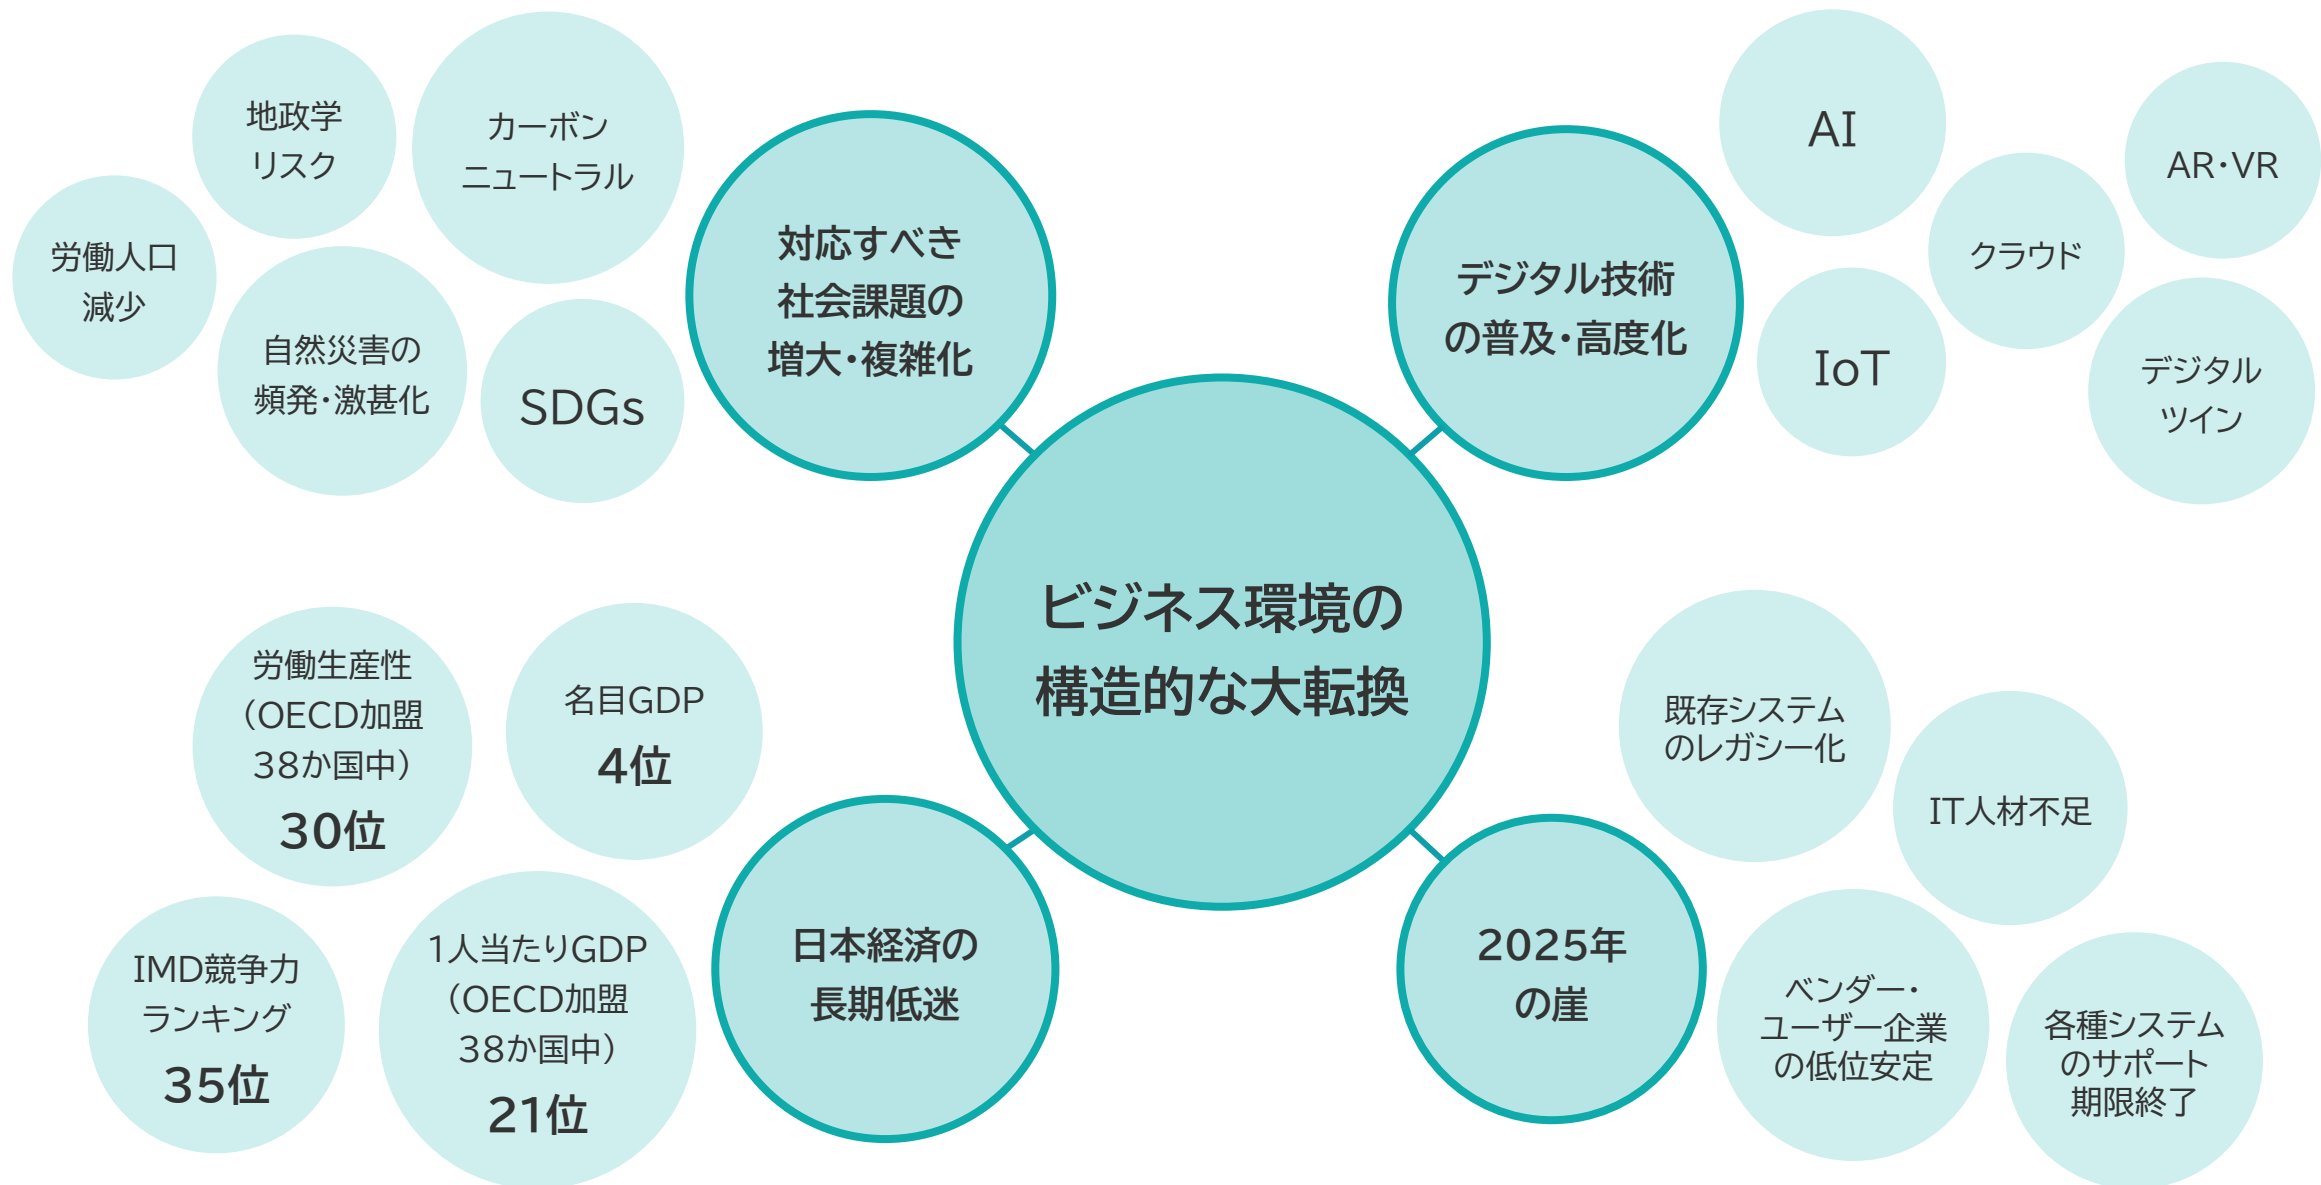 地政学
リスク
カーボン
ニュートラル
労働人口
減少
自然災害の
頻発・激甚化
SDGs
対応すべき
社会課題の
増大・複雑化
デジタル技術
の普及・高度化
AI
AR・VR
クラウド
IoT
デジタル
ツイン
ビジネス環境の
構造的な大転換
労働生産性
（OECD加盟
38か国中）
30位
名目GDP
4位
IMD競争力
ランキング
35位
1人当たりGDP
（OECD加盟
38か国中）
21位
日本経済の
長期低迷
2025年
の崖
既存システム
のレガシー化
IT人材不足
ベンダー・
ユーザー企業
の低位安定
各種システム
のサポート
期限終了